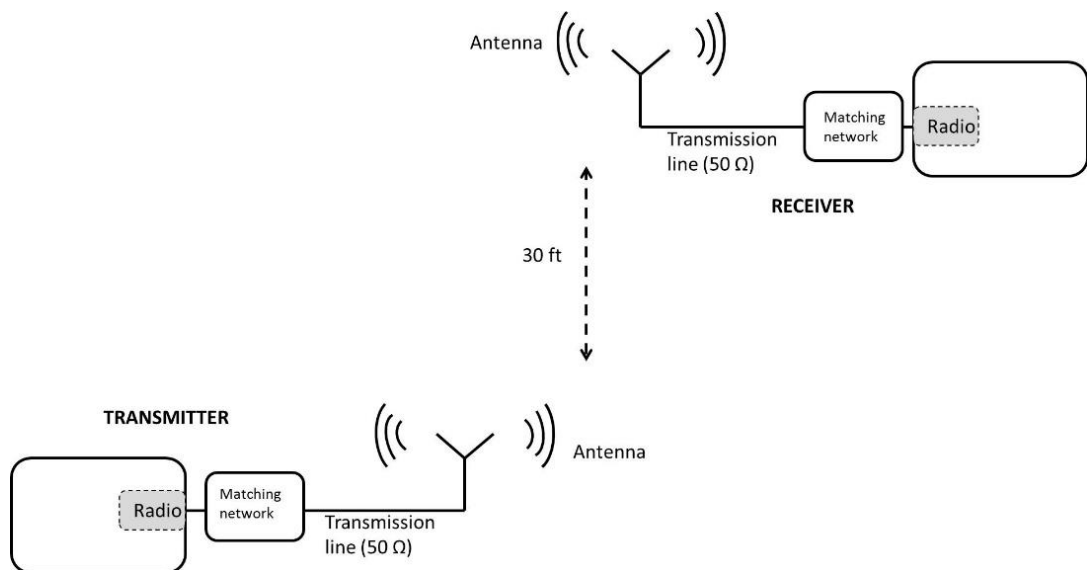 Antenna
Matching
network
Radio
Transmission
line (50 Ω)
RECEIVER
30 ft
TRANSMITTER
Antenna
Radio
Matching
network
Transmission
line (50 Ω)